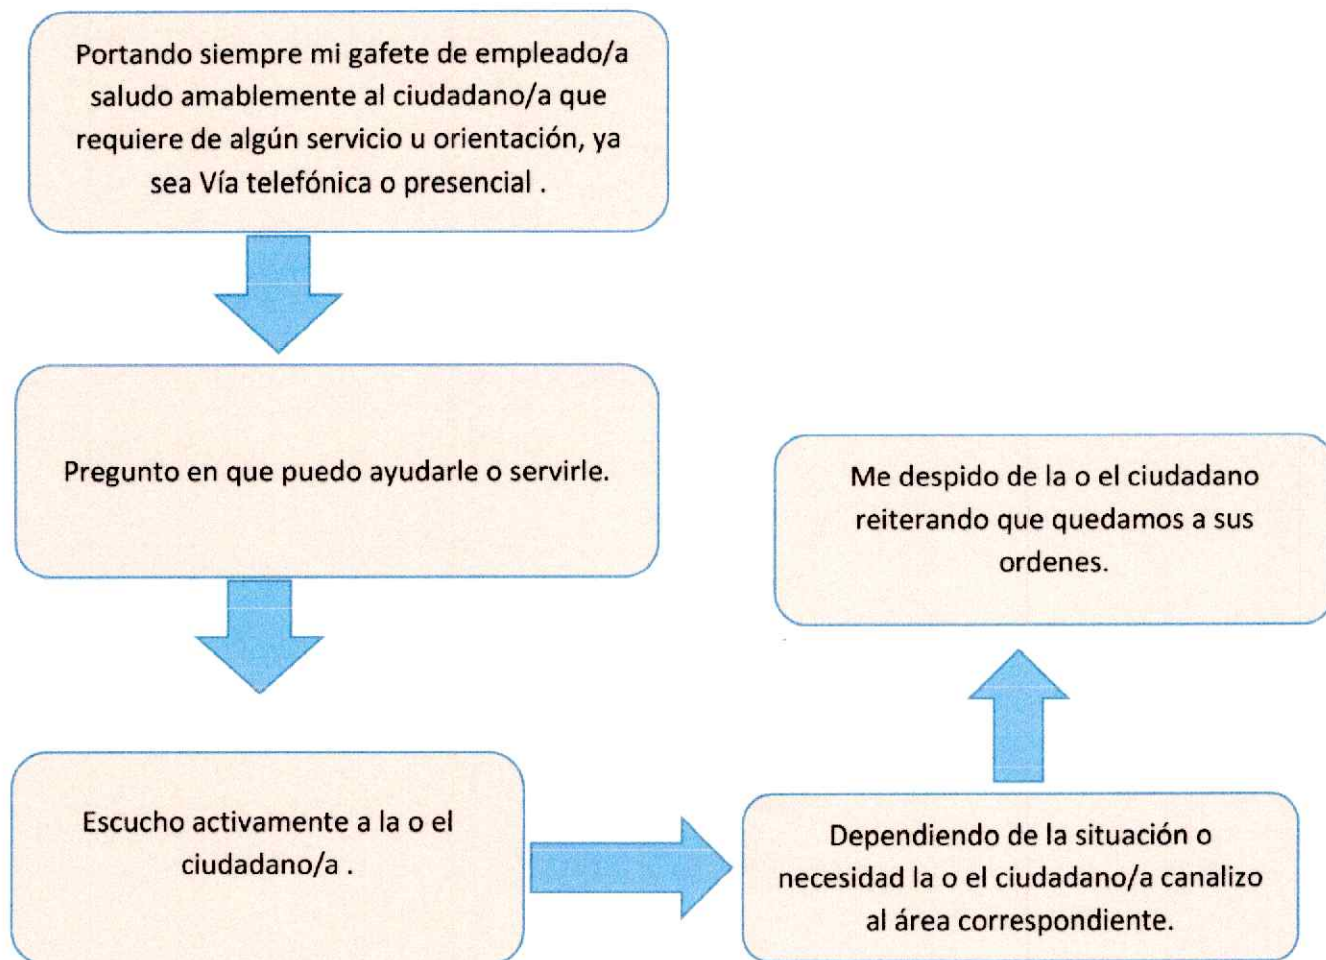 Portando siempre mi gafete de empleado/a
saludo amablemente al ciudadano/a que
requiere de algún servicio u orientación, ya
sea Vía telefónica o presencial .
Pregunto en que puedo ayudarle o servirle.
Escucho activamente a la o el
ciudadano/a .
Dependiendo de la situación o
necesidad la o el ciudadano/a canalizo
al área correspondiente.
Me despido de la o el ciudadano
reiterando que quedamos a sus
ordenes.